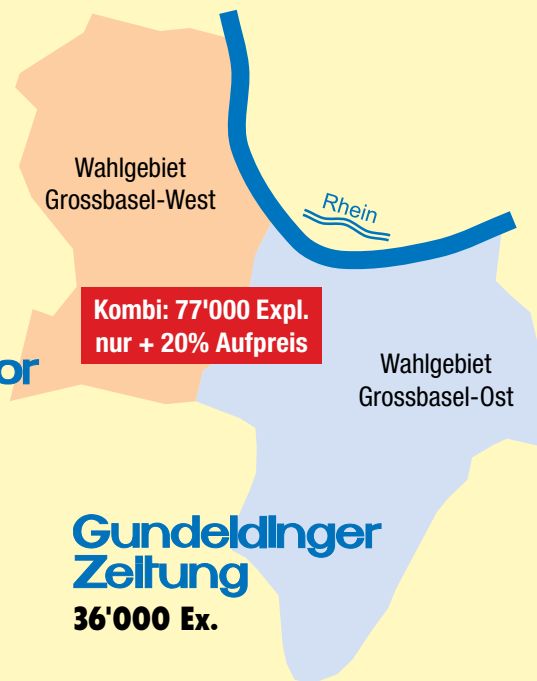 Wahlgebiet
Grossbasel-West
Rhein
Kombi: 77'000 Expl.
nur + 20% Aufpreis
or
Wahlgebiet
Grossbasel-Ost
Gundeldinger
Zeitung
36'000 Ex.